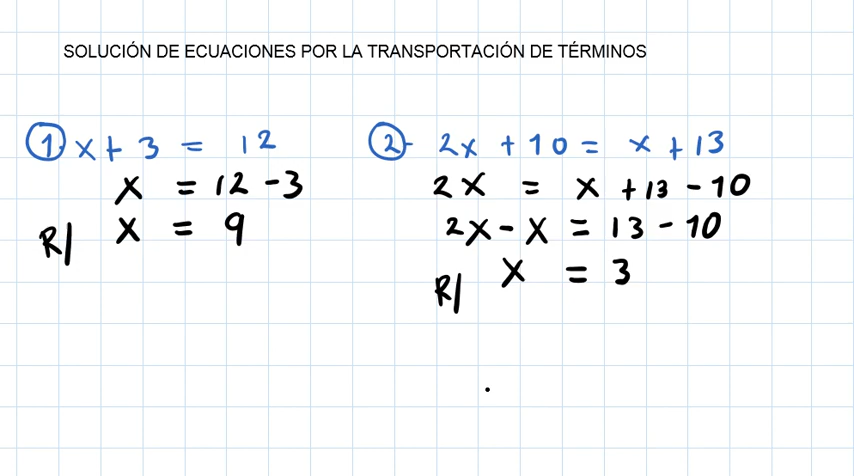 SOLUCIÓN DE ECUACIONES POR LA TRANSPORTACIÓN DE TÉRMINOS
1. x + 3 = 12
x = 12 - 3
R/ x = 9
2. 2x + 10 = x + 13
2x = x + 13 - 10
2x - x = 13 - 10
R/ x = 3